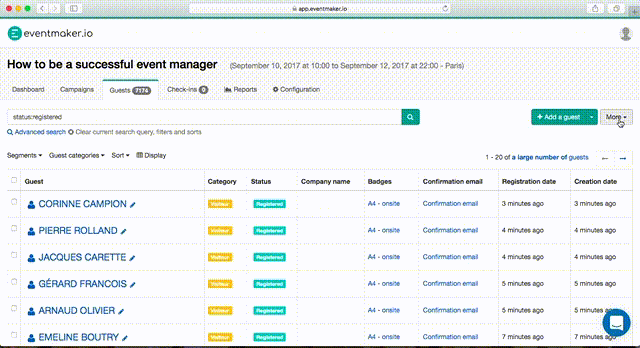 app.eventmaker.io
eventmaker.io
How to be a successful event manager (September 10, 2017 at 10:00 to September 12, 2017 at 22:00 - Paris)
Dashboard Campaigns Guests 7174 Check-ins 0 Reports Configuration
status:registered
+ Add a guest More
Advanced search Clear current search query, filters and sorts
Segments Guest categories Sort Display 1 - 20 of a large number of guests
Guest Category Status Company name Badges Confirmation email Registration date Creation date
CORINNE CAMPION Visiteur Registered A4 - onsite Confirmation email 3 minutes ago 3 minutes ago
PIERRE ROLLAND Visiteur Registered A4 - onsite Confirmation email 4 minutes ago 4 minutes ago
JACQUES CARETTE Visiteur Registered A4 - onsite Confirmation email 4 minutes ago 4 minutes ago
GÉRARD FRANCOIS Visiteur Registered A4 - onsite Confirmation email 5 minutes ago 5 minutes ago
ARNAUD OLIVIER Visiteur Registered A4 - onsite Confirmation email 5 minutes ago 5 minutes ago
EMELINE BOUTRY Visiteur Registered A4 - onsite Confirmation email 7 minutes ago 7 minutes ago